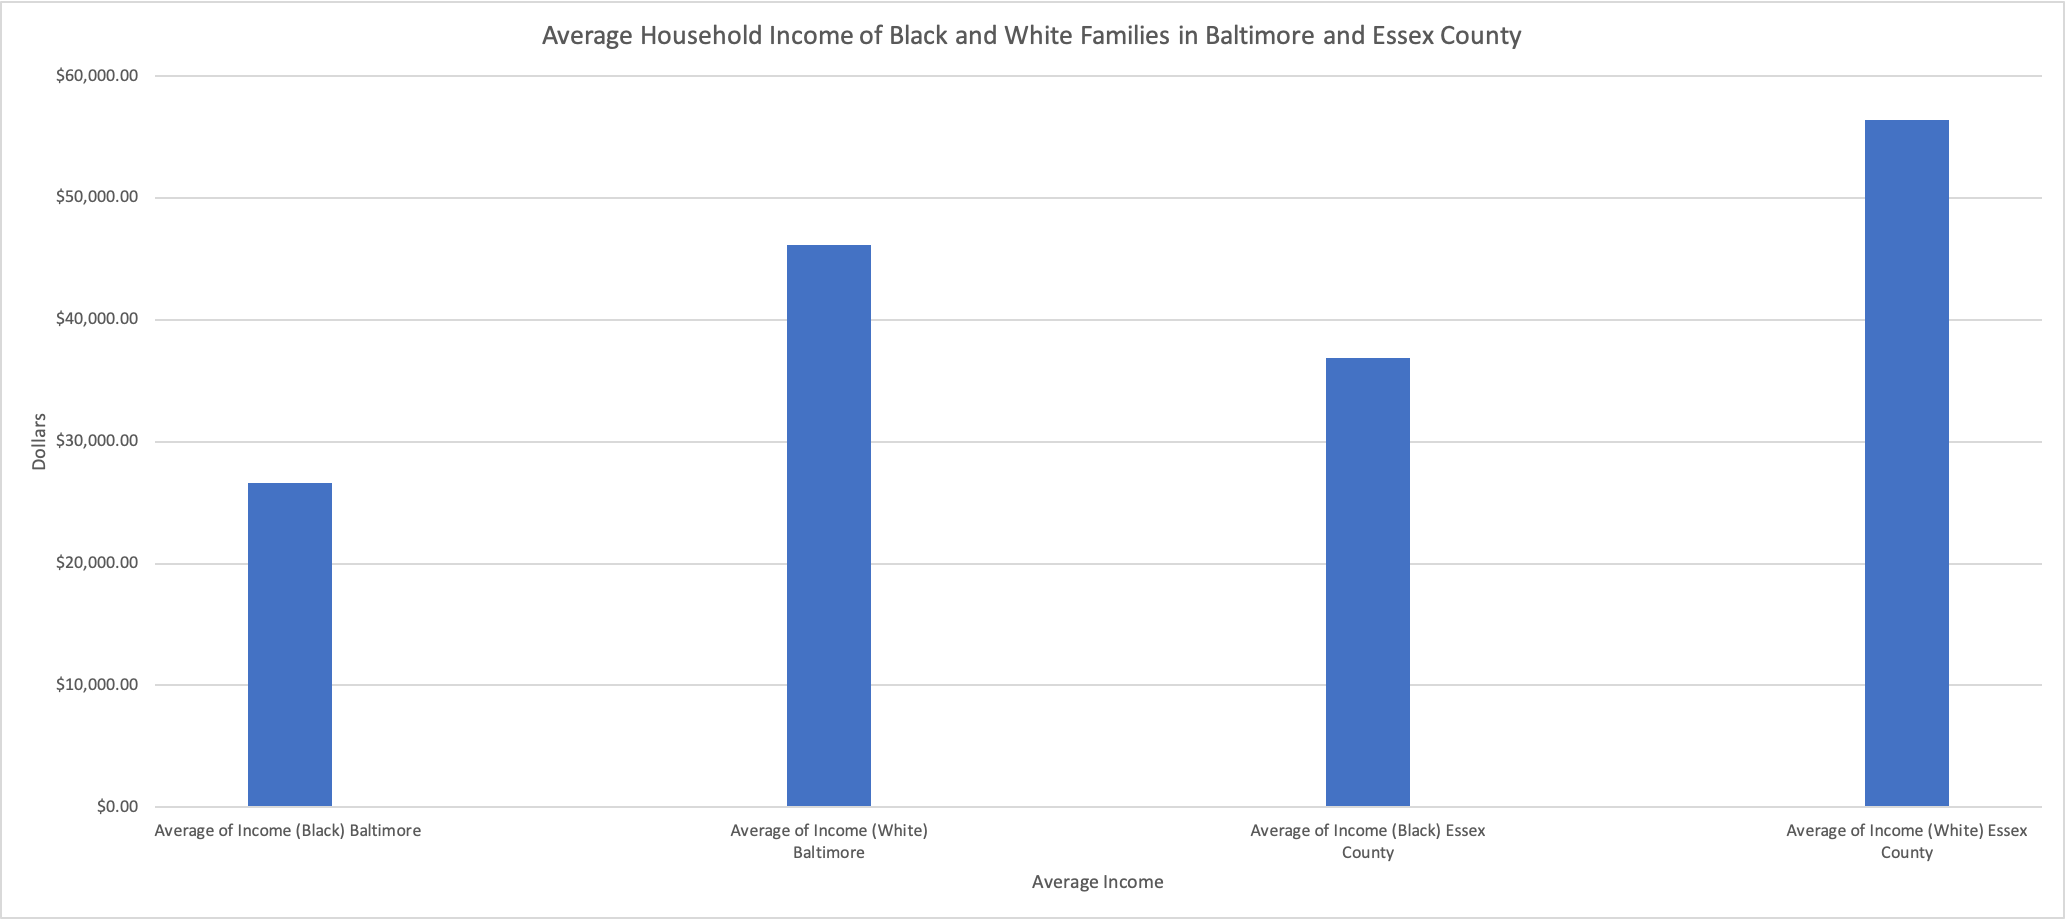 Average Household Income of Black and White Families in Baltimore and Essex County
$60,000.00
$50,000.00
$40,000.00
$30,000.00
$20,000.00
$10,000.00
$0.00
Dollars
Average of Income (Black) Baltimore
Average of Income (White)
Baltimore
Average of Income (Black) Essex
County
Average of Income (White) Essex
County
Average Income